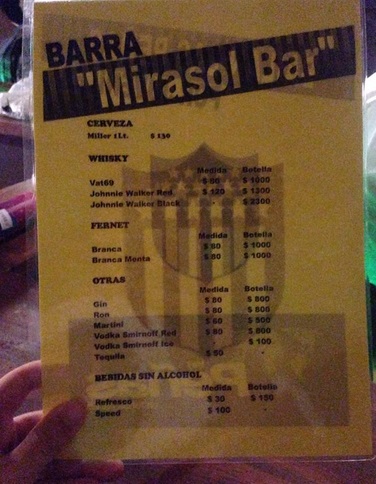 BARRA
"Mirasol Bar"
CERVEZA
Miller 1Lt. $ 130
WHISKY
Medida Botella
Vat69 $ 90 $ 1000
Johnnie Walker Red $ 120 $ 1300
Johnnie Walker Black - $ 2300
FERNET
Medida Botella
Branca $ 80 $ 1000
Branca Menta $ 80 $ 1000
OTRAS
Medida Botella
Gin $ 80 $ 800
Ron $ 80 $ 800
Martini $ 60 $ 500
Vodka Smirnoff Red $ 80 $ 800
Vodka Smirnoff Ice - $ 100
Tequila $ 50 -
BEBIDAS SIN ALCOHOL
Medida Botella
Refresco $ 30 $ 150
Speed $ 100 -